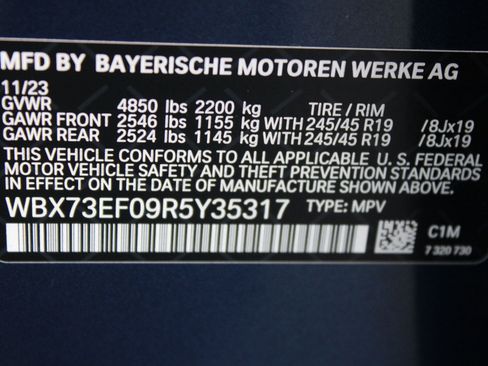 MFD BY BAYERISCHE MOTOREN WERKE AG
11/23
GVWR 4850 lbs 2200 kg TIRE / RIM
GAWR FRONT 2546 lbs 1155 kg 245/45 R19 /8Jx19
GAWR REAR 2524 lbs 1145 kg 245/45 R19 /8Jx19
THIS VEHICLE CONFORMS TO ALL APPLICABLE U. S. FEDERAL
MOTOR VEHICLE SAFETY AND THEFT PREVENTION STANDARDS
IN EFFECT ON THE DATE OF MANUFACTURE SHOWN ABOVE.
WBX73EF09R5Y35317 TYPE: MPV
C1M
7 320 730